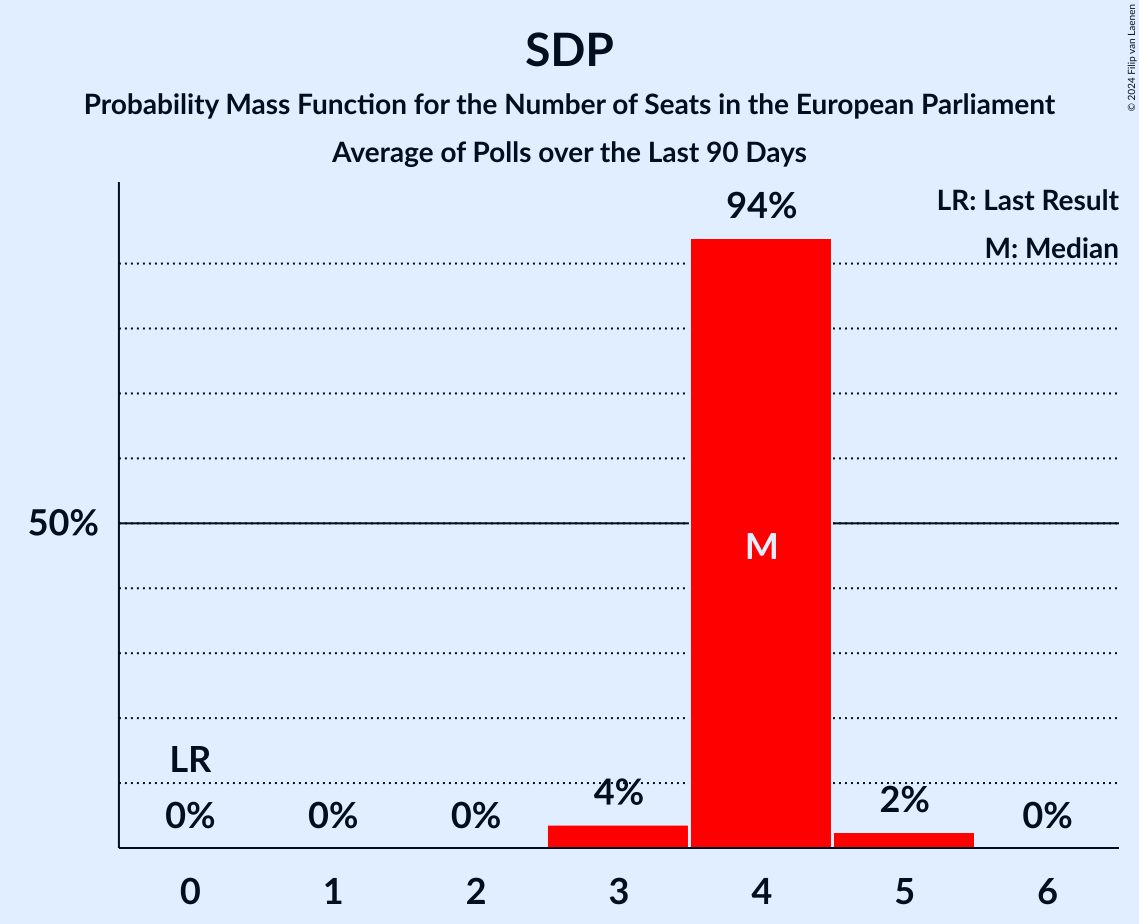 SDP
Probability Mass Function for the Number of Seats in the European Parliament
Average of Polls over the Last 90 Days
© 2024 Filip van Laenen
LR: Last Result
M: Median
94%
50%
M
LR
0%
0%
0%
4%
2%
0%
0
1
2
3
4
5
6